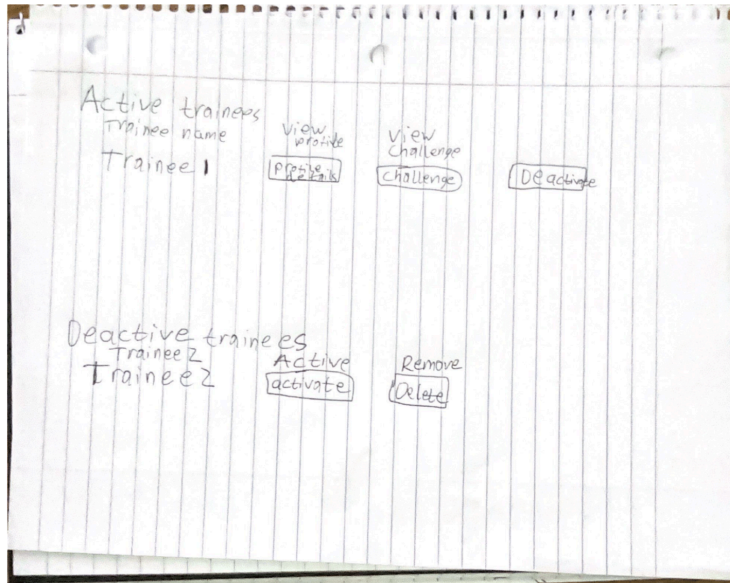 Active trainees
Trainee name View profile View Challenge
Trainee 1 profile details challenge Deactivate
Deactive trainees
Trainee 2 Active Remove
Trainee 2 activate Delete